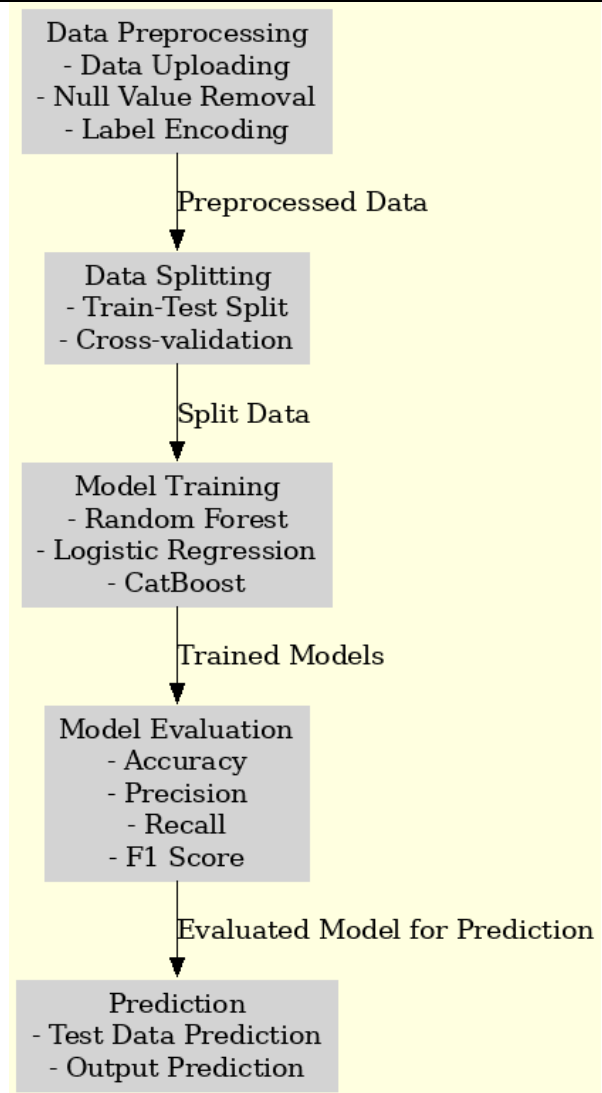 Data Preprocessing
- Data Uploading
- Null Value Removal
- Label Encoding
Preprocessed Data
Data Splitting
- Train-Test Split
- Cross-validation
Split Data
Model Training
- Random Forest
- Logistic Regression
- CatBoost
Trained Models
Model Evaluation
- Accuracy
- Precision
- Recall
- F1 Score
Evaluated Model for Prediction
Prediction
- Test Data Prediction
- Output Prediction